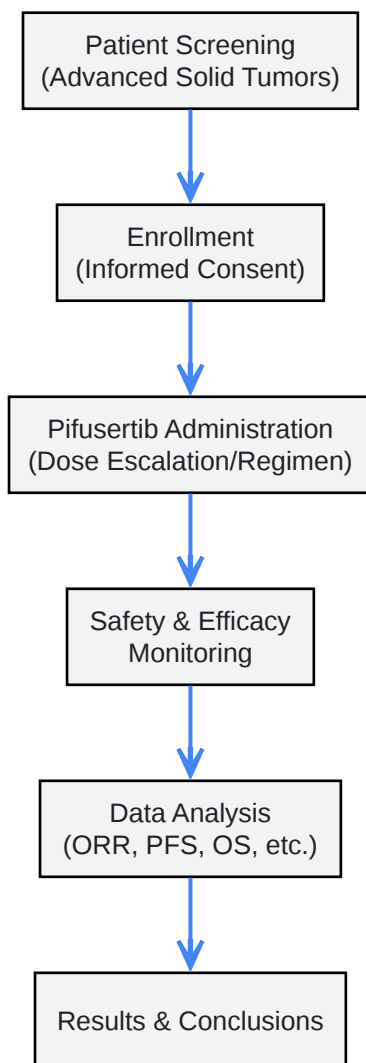 Patient Screening
(Advanced Solid Tumors)
Enrollment
(Informed Consent)
Pifusertib Administration
(Dose Escalation/Regimen)
Safety & Efficacy
Monitoring
Data Analysis
(ORR, PFS, OS, etc.)
Results & Conclusions